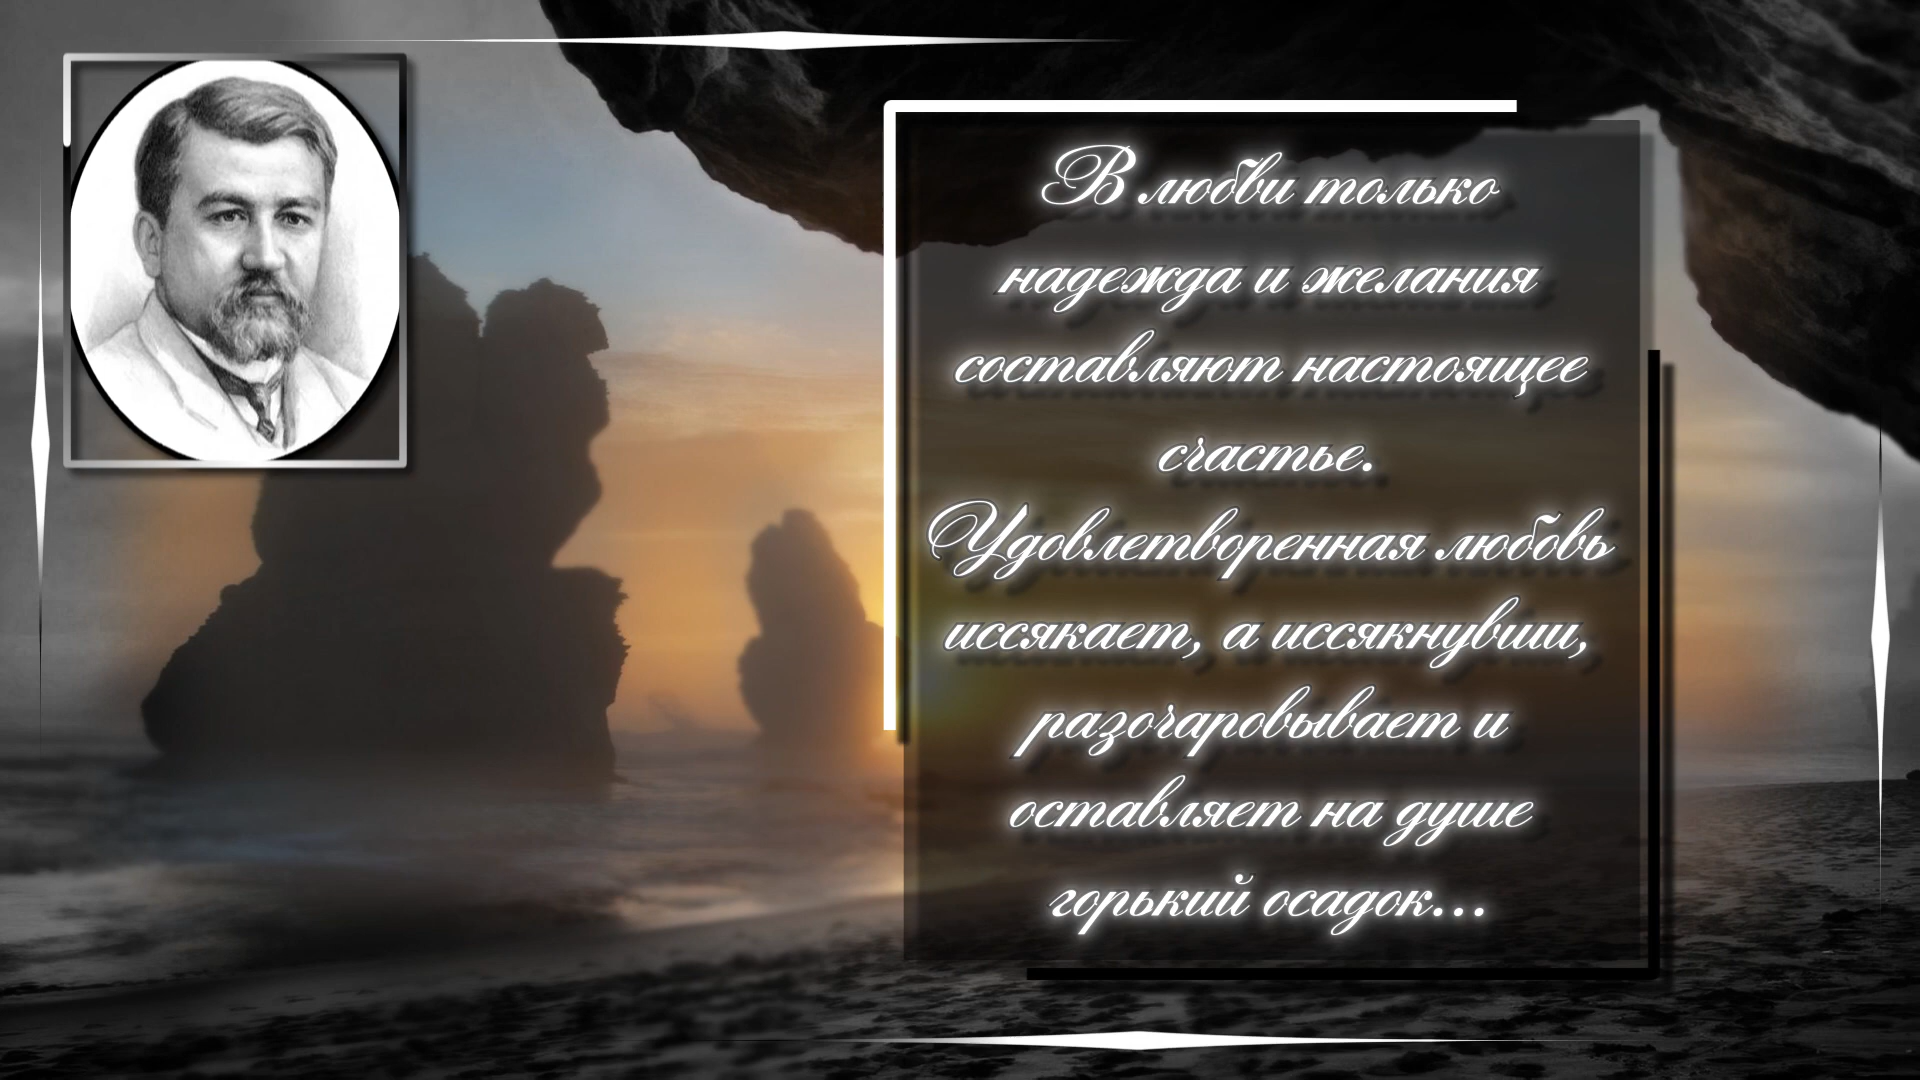 В любви только
надежда и желания
составляют настоящее
счастье.
Удовлетворенная любовь
иссякает, а иссякнувши,
разочаровывает и
оставляет на душе
горький осадок...